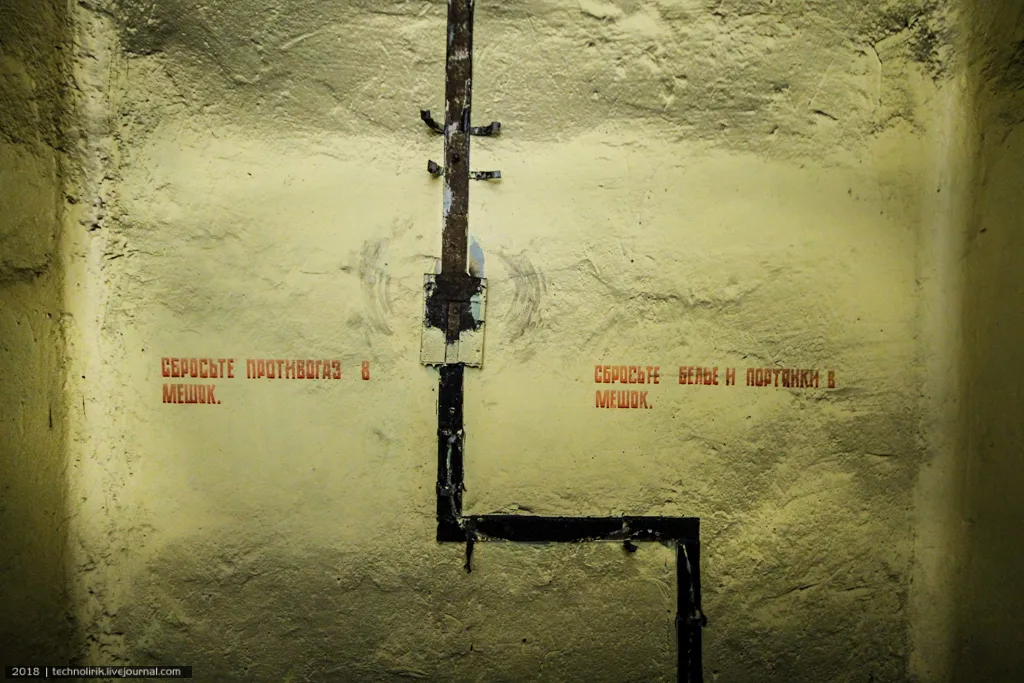 СБРОСЬТЕ ПРОТИВОГАЗ В
МЕШОК.
СБРОСЬТЕ БЕЛЬЕ И ПОРТЯНКИ В
МЕШОК.
2018 | technolirik.livejournal.com